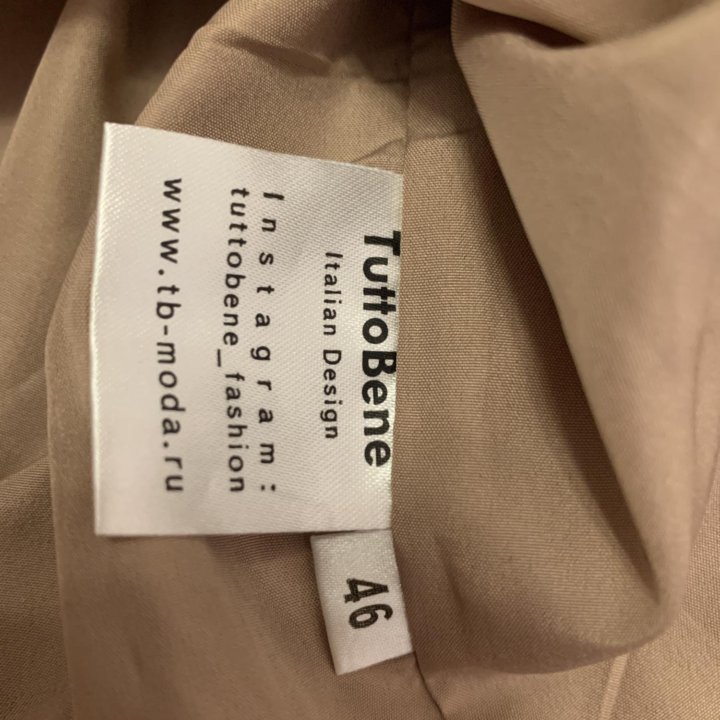 TuttoBene
Italian Design
Instagram:
tuttobene_fashion
www.tb-moda.ru
46